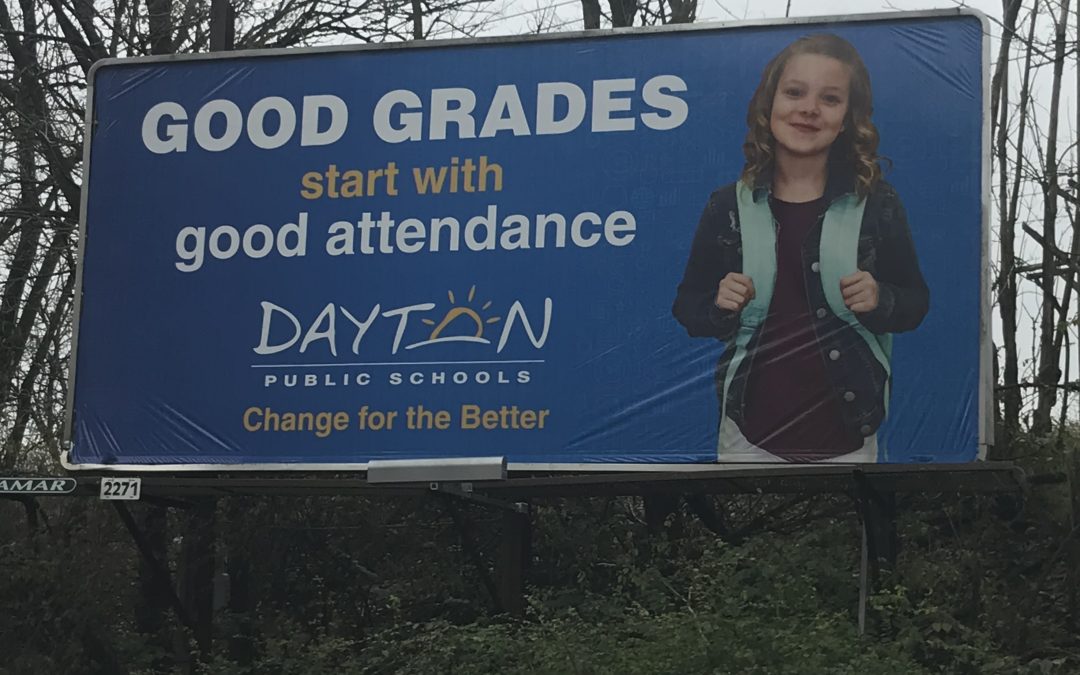 GOOD GRADES
start with
good attendance
DAYTON
PUBLIC SCHOOLS
Change for the Better
AMAR
2271